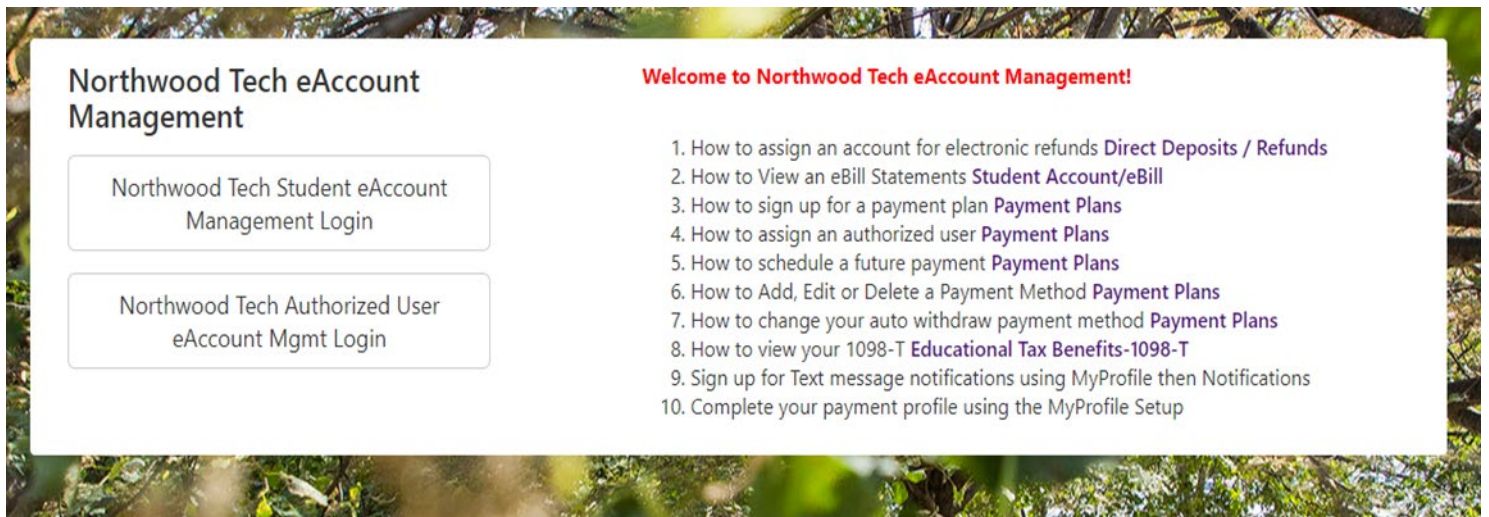 Northwood Tech eAccount
Management
Northwood Tech Student eAccount
Management Login
Northwood Tech Authorized User
eAccount Mgmt Login
Welcome to Northwood Tech eAccount Management!
1. How to assign an account for electronic refunds Direct Deposits / Refunds
2. How to View an eBill Statements Student Account/eBill
3. How to sign up for a payment plan Payment Plans
4. How to assign an authorized user Payment Plans
5. How to schedule a future payment Payment Plans
6. How to Add, Edit or Delete a Payment Method Payment Plans
7. How to change your auto withdraw payment method Payment Plans
8. How to view your 1098-T Educational Tax Benefits-1098-T
9. Sign up for Text message notifications using MyProfile then Notifications
10. Complete your payment profile using the MyProfile Setup